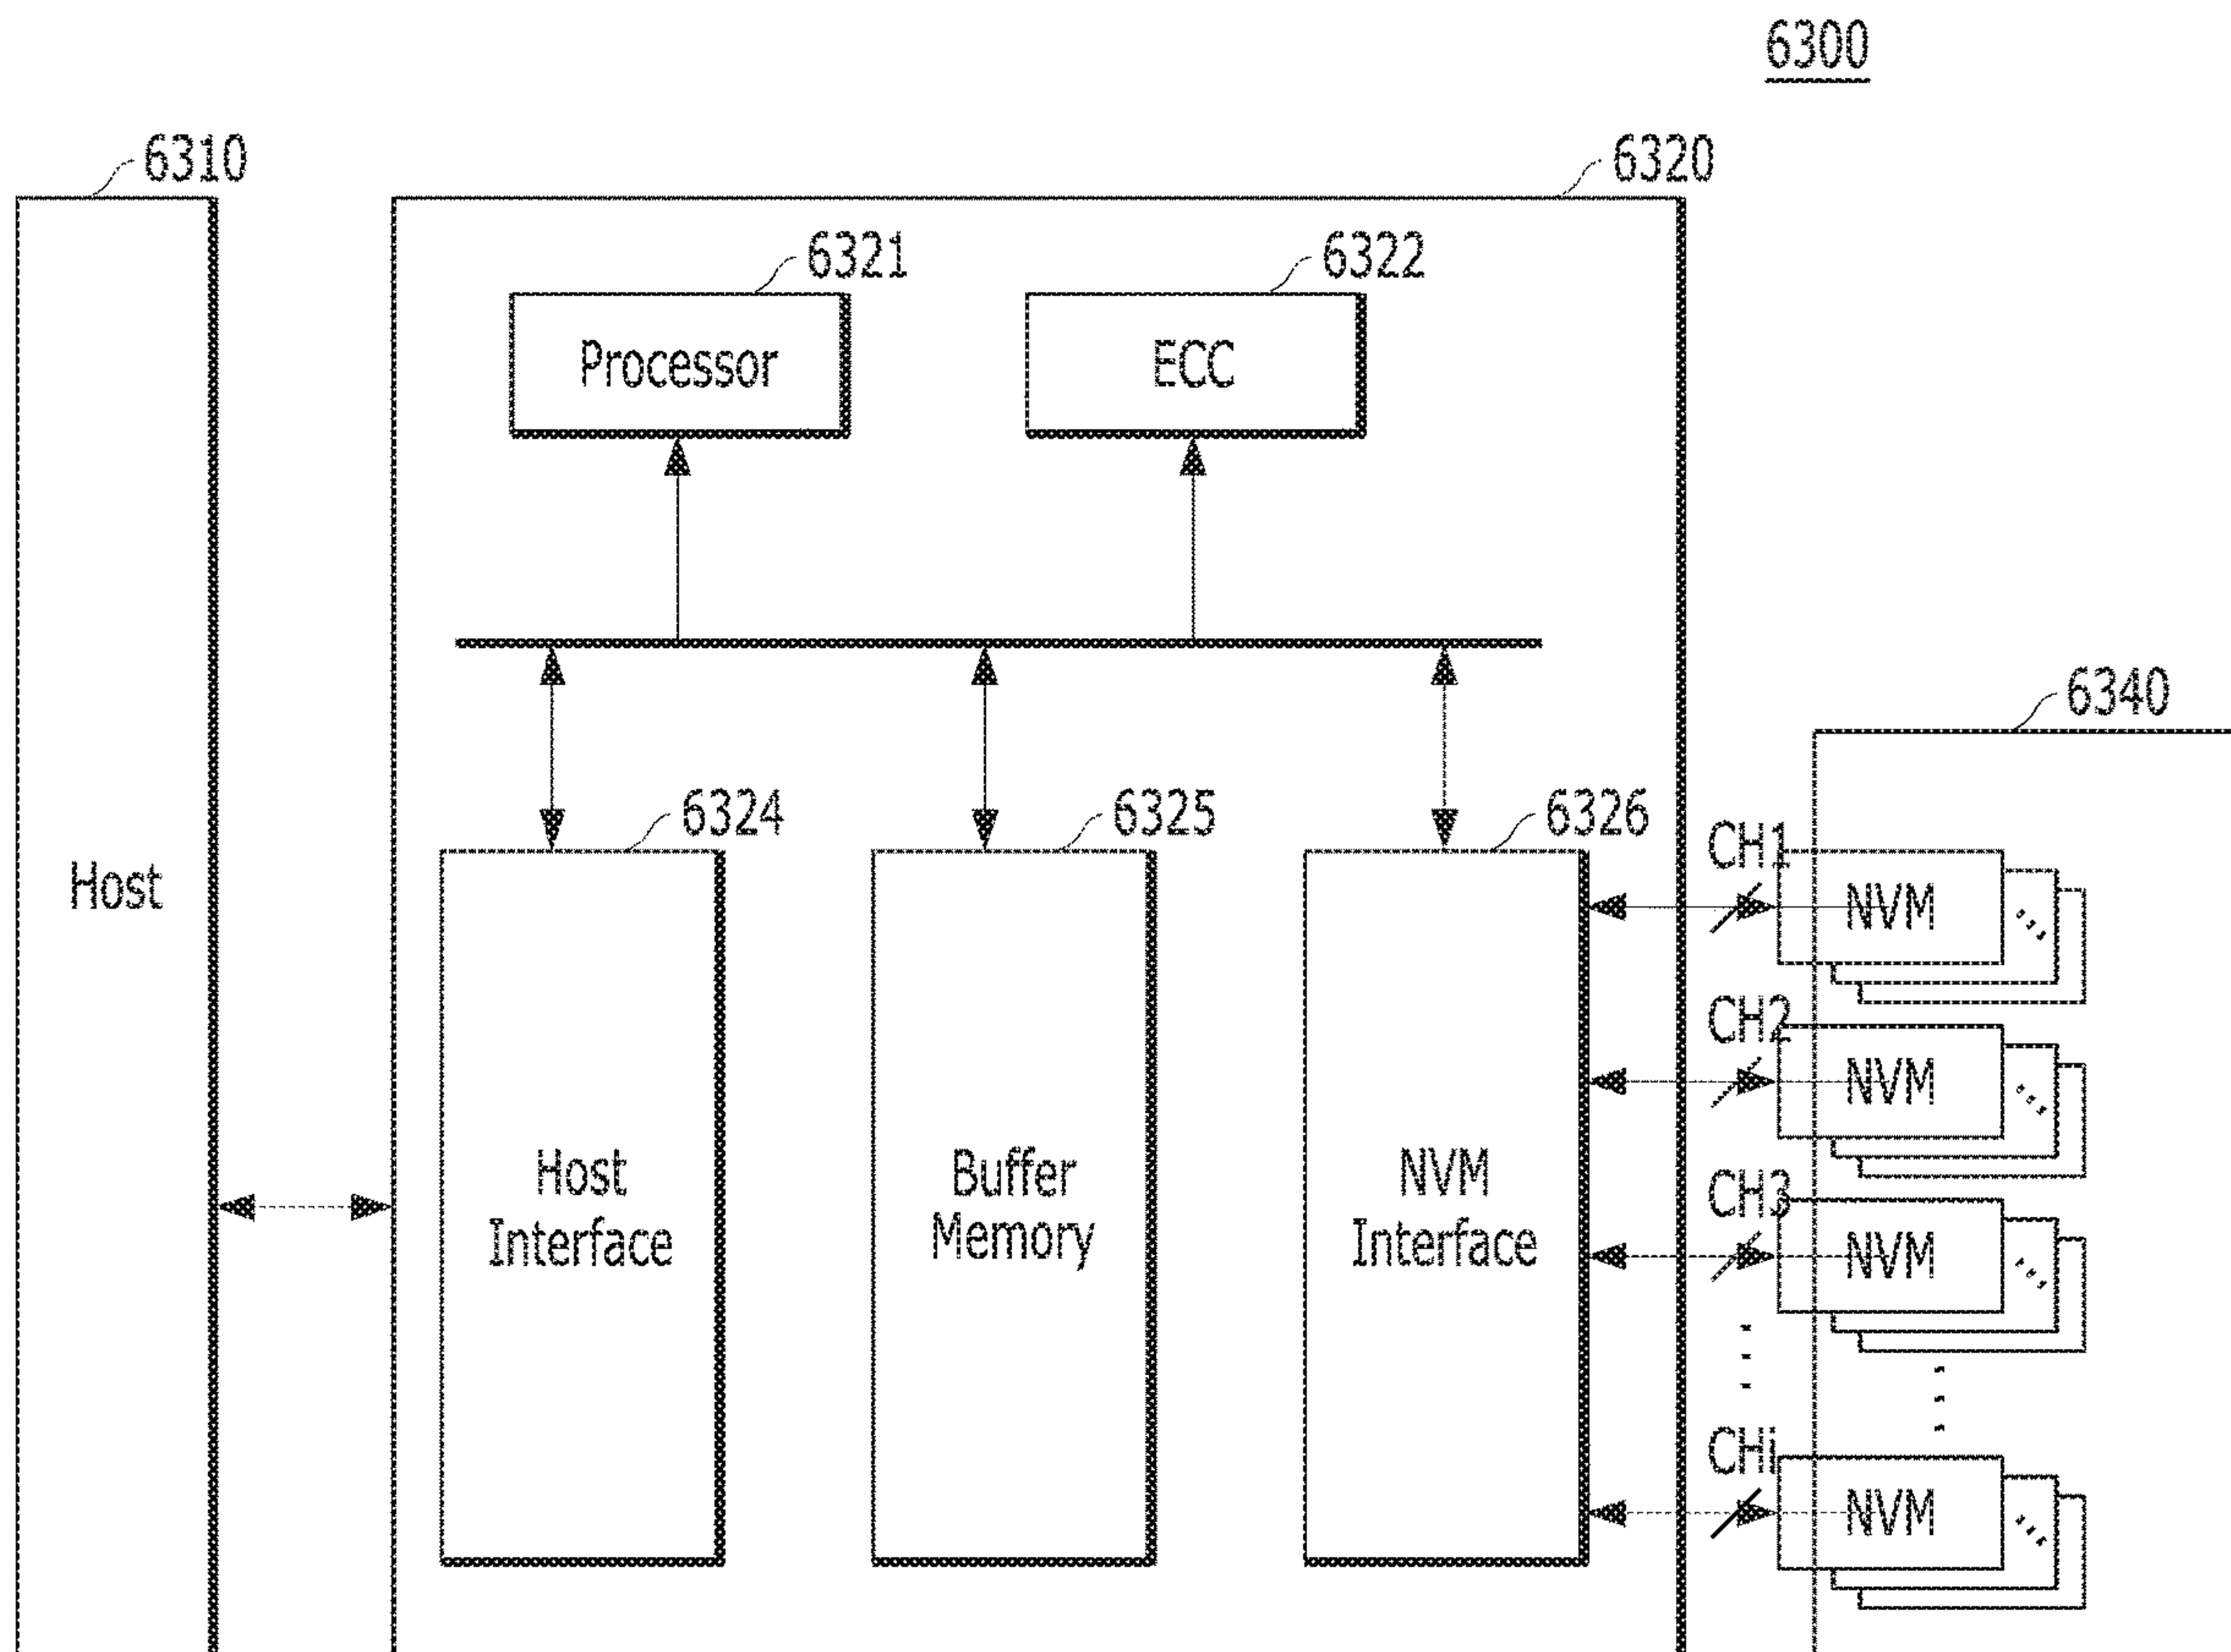 6300
6310
6320
6321
6322
Processor
ECC
6340
6324
6325
6326
CH1
Host
NVM
...
CH2
NVM
...
Host
Interface
Buffer
Memory
NVM
Interface
CH3
NVM
...
CHi
NVM
...